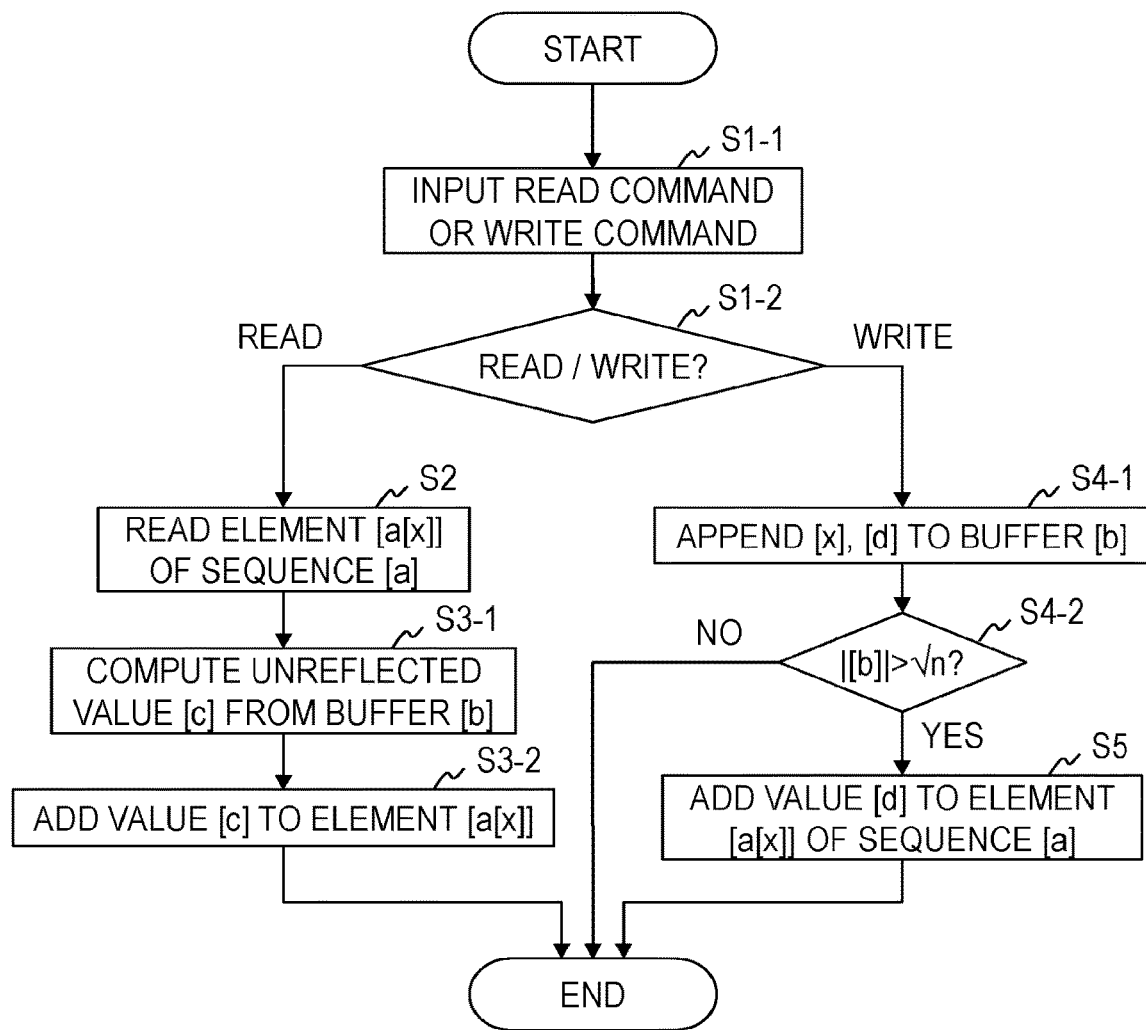 START
S1-1
INPUT READ COMMAND
OR WRITE COMMAND
S1-2
READ
READ / WRITE?
WRITE
S2
READ ELEMENT [a[x]]
OF SEQUENCE [a]
S3-1
COMPUTE UNREFLECTED
VALUE [c] FROM BUFFER [b]
S3-2
ADD VALUE [c] TO ELEMENT [a[x]]
S4-1
APPEND [x], [d] TO BUFFER [b]
S4-2
NO
|[b]|>√n?
YES
S5
ADD VALUE [d] TO ELEMENT
[a[x]] OF SEQUENCE [a]
END